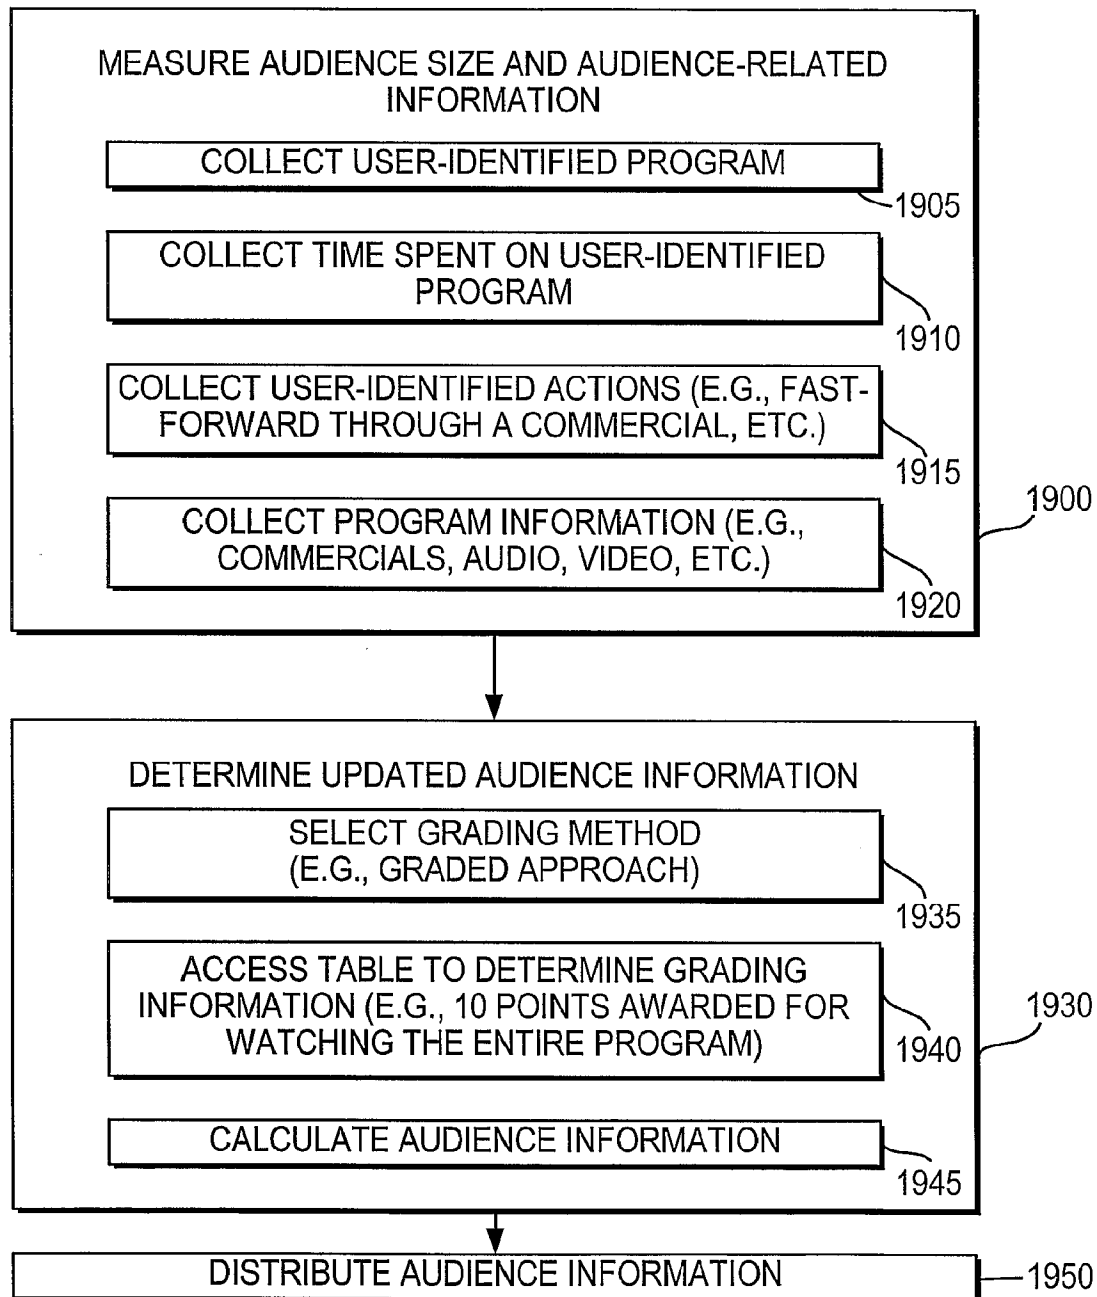 MEASURE AUDIENCE SIZE AND AUDIENCE-RELATED
INFORMATION
COLLECT USER-IDENTIFIED PROGRAM
1905
COLLECT TIME SPENT ON USER-IDENTIFIED
PROGRAM
1910
COLLECT USER-IDENTIFIED ACTIONS (E.G., FAST-
FORWARD THROUGH A COMMERCIAL, ETC.)
1915
1900
COLLECT PROGRAM INFORMATION (E.G.,
COMMERCIALS, AUDIO, VIDEO, ETC.)
1920
DETERMINE UPDATED AUDIENCE INFORMATION
SELECT GRADING METHOD
(E.G., GRADED APPROACH)
1935
ACCESS TABLE TO DETERMINE GRADING
INFORMATION (E.G., 10 POINTS AWARDED FOR
WATCHING THE ENTIRE PROGRAM)
1940
1930
CALCULATE AUDIENCE INFORMATION
1945
DISTRIBUTE AUDIENCE INFORMATION
1950